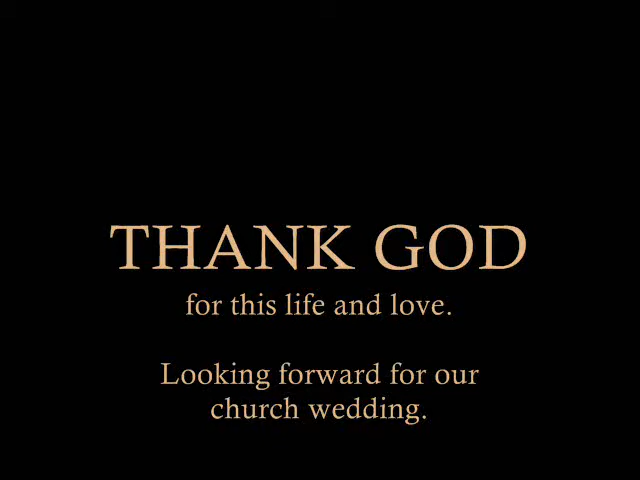 THANK GOD
for this life and love.
Looking forward for our
church wedding.